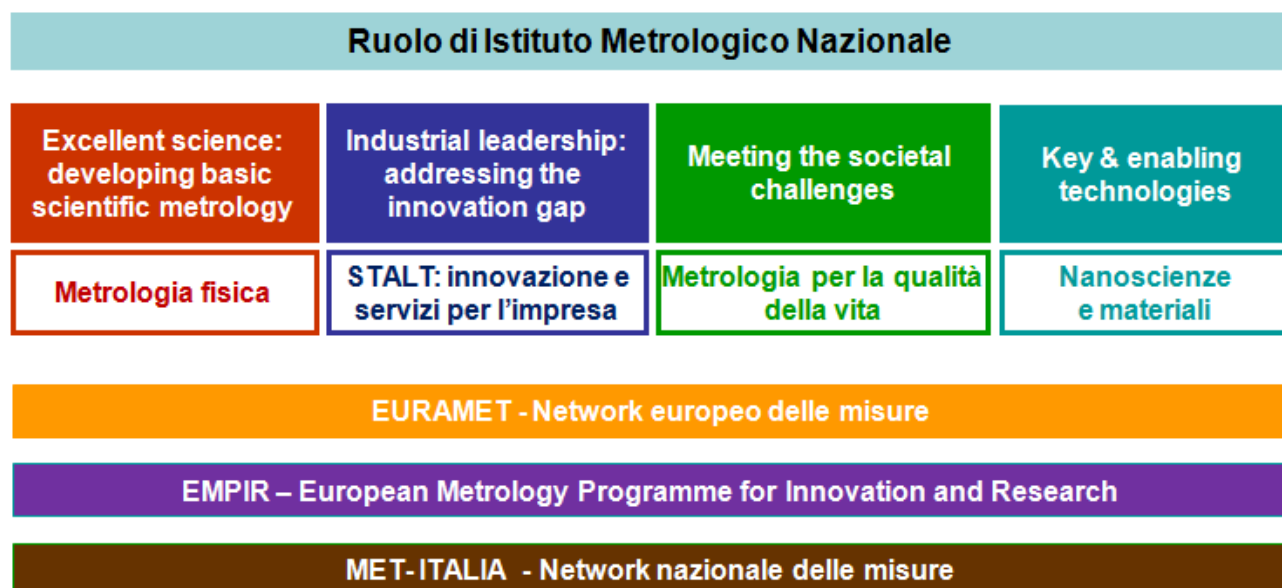 Ruolo di Istituto Metrologico Nazionale
Excellent science:
developing basic
scientific metrology
Industrial leadership:
addressing the
innovation gap
Meeting the societal
challenges
Key & enabling
technologies
Metrologia fisica
STALT: innovazione e
servizi per l'impresa
Metrologia per la qualità
della vita
Nanoscienze
e materiali
EURAMET - Network europeo delle misure
EMPIR – European Metrology Programme for Innovation and Research
MET-ITALIA - Network nazionale delle misure